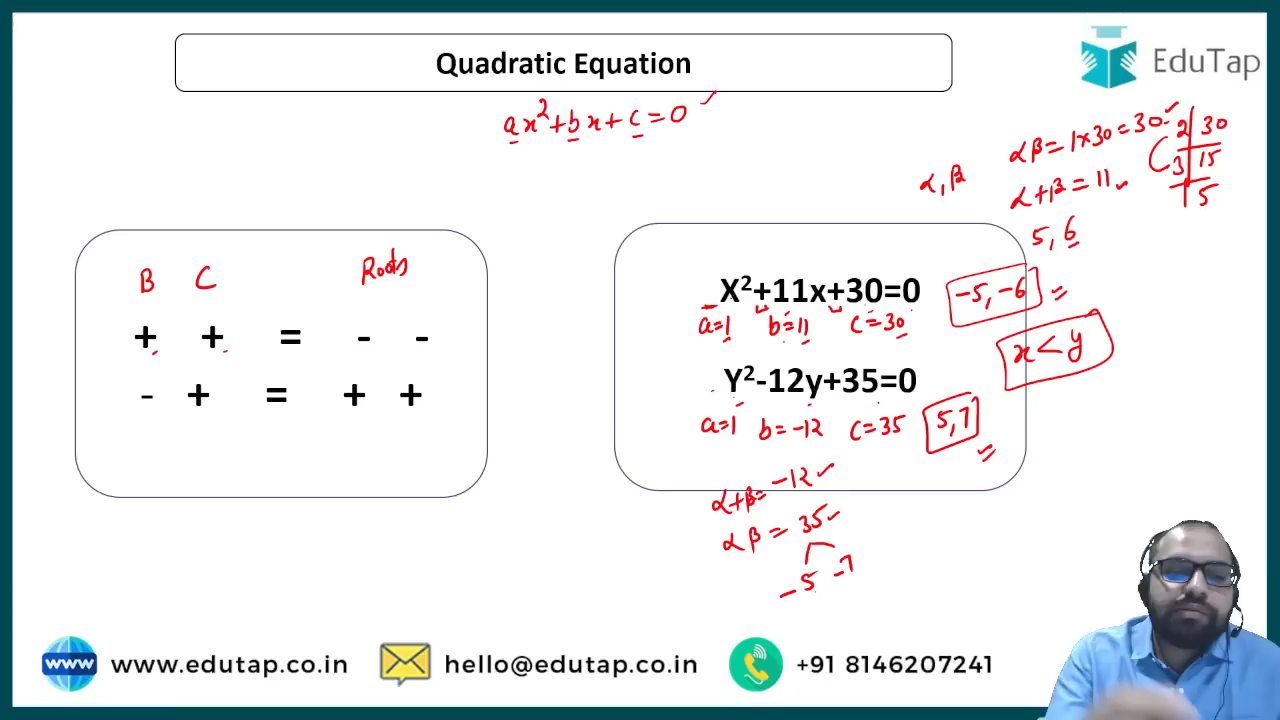 Quadratic Equation
EduTap
ax²+bx+c=0
αβ=1×30=30
2 30
3 15
5
α,β
α+β=11
5, 6
B C Roots
+ + = - -
- + = + +
X²+11x+30=0
-5, -6
a=1 b=11 c=30
x<y
Y²-12y+35=0
a=1 b=-12 c=35
5,7
α+β=-12
αβ=35
-5 -7
www
www.edutap.co.in
hello@edutap.co.in
+91 8146207241